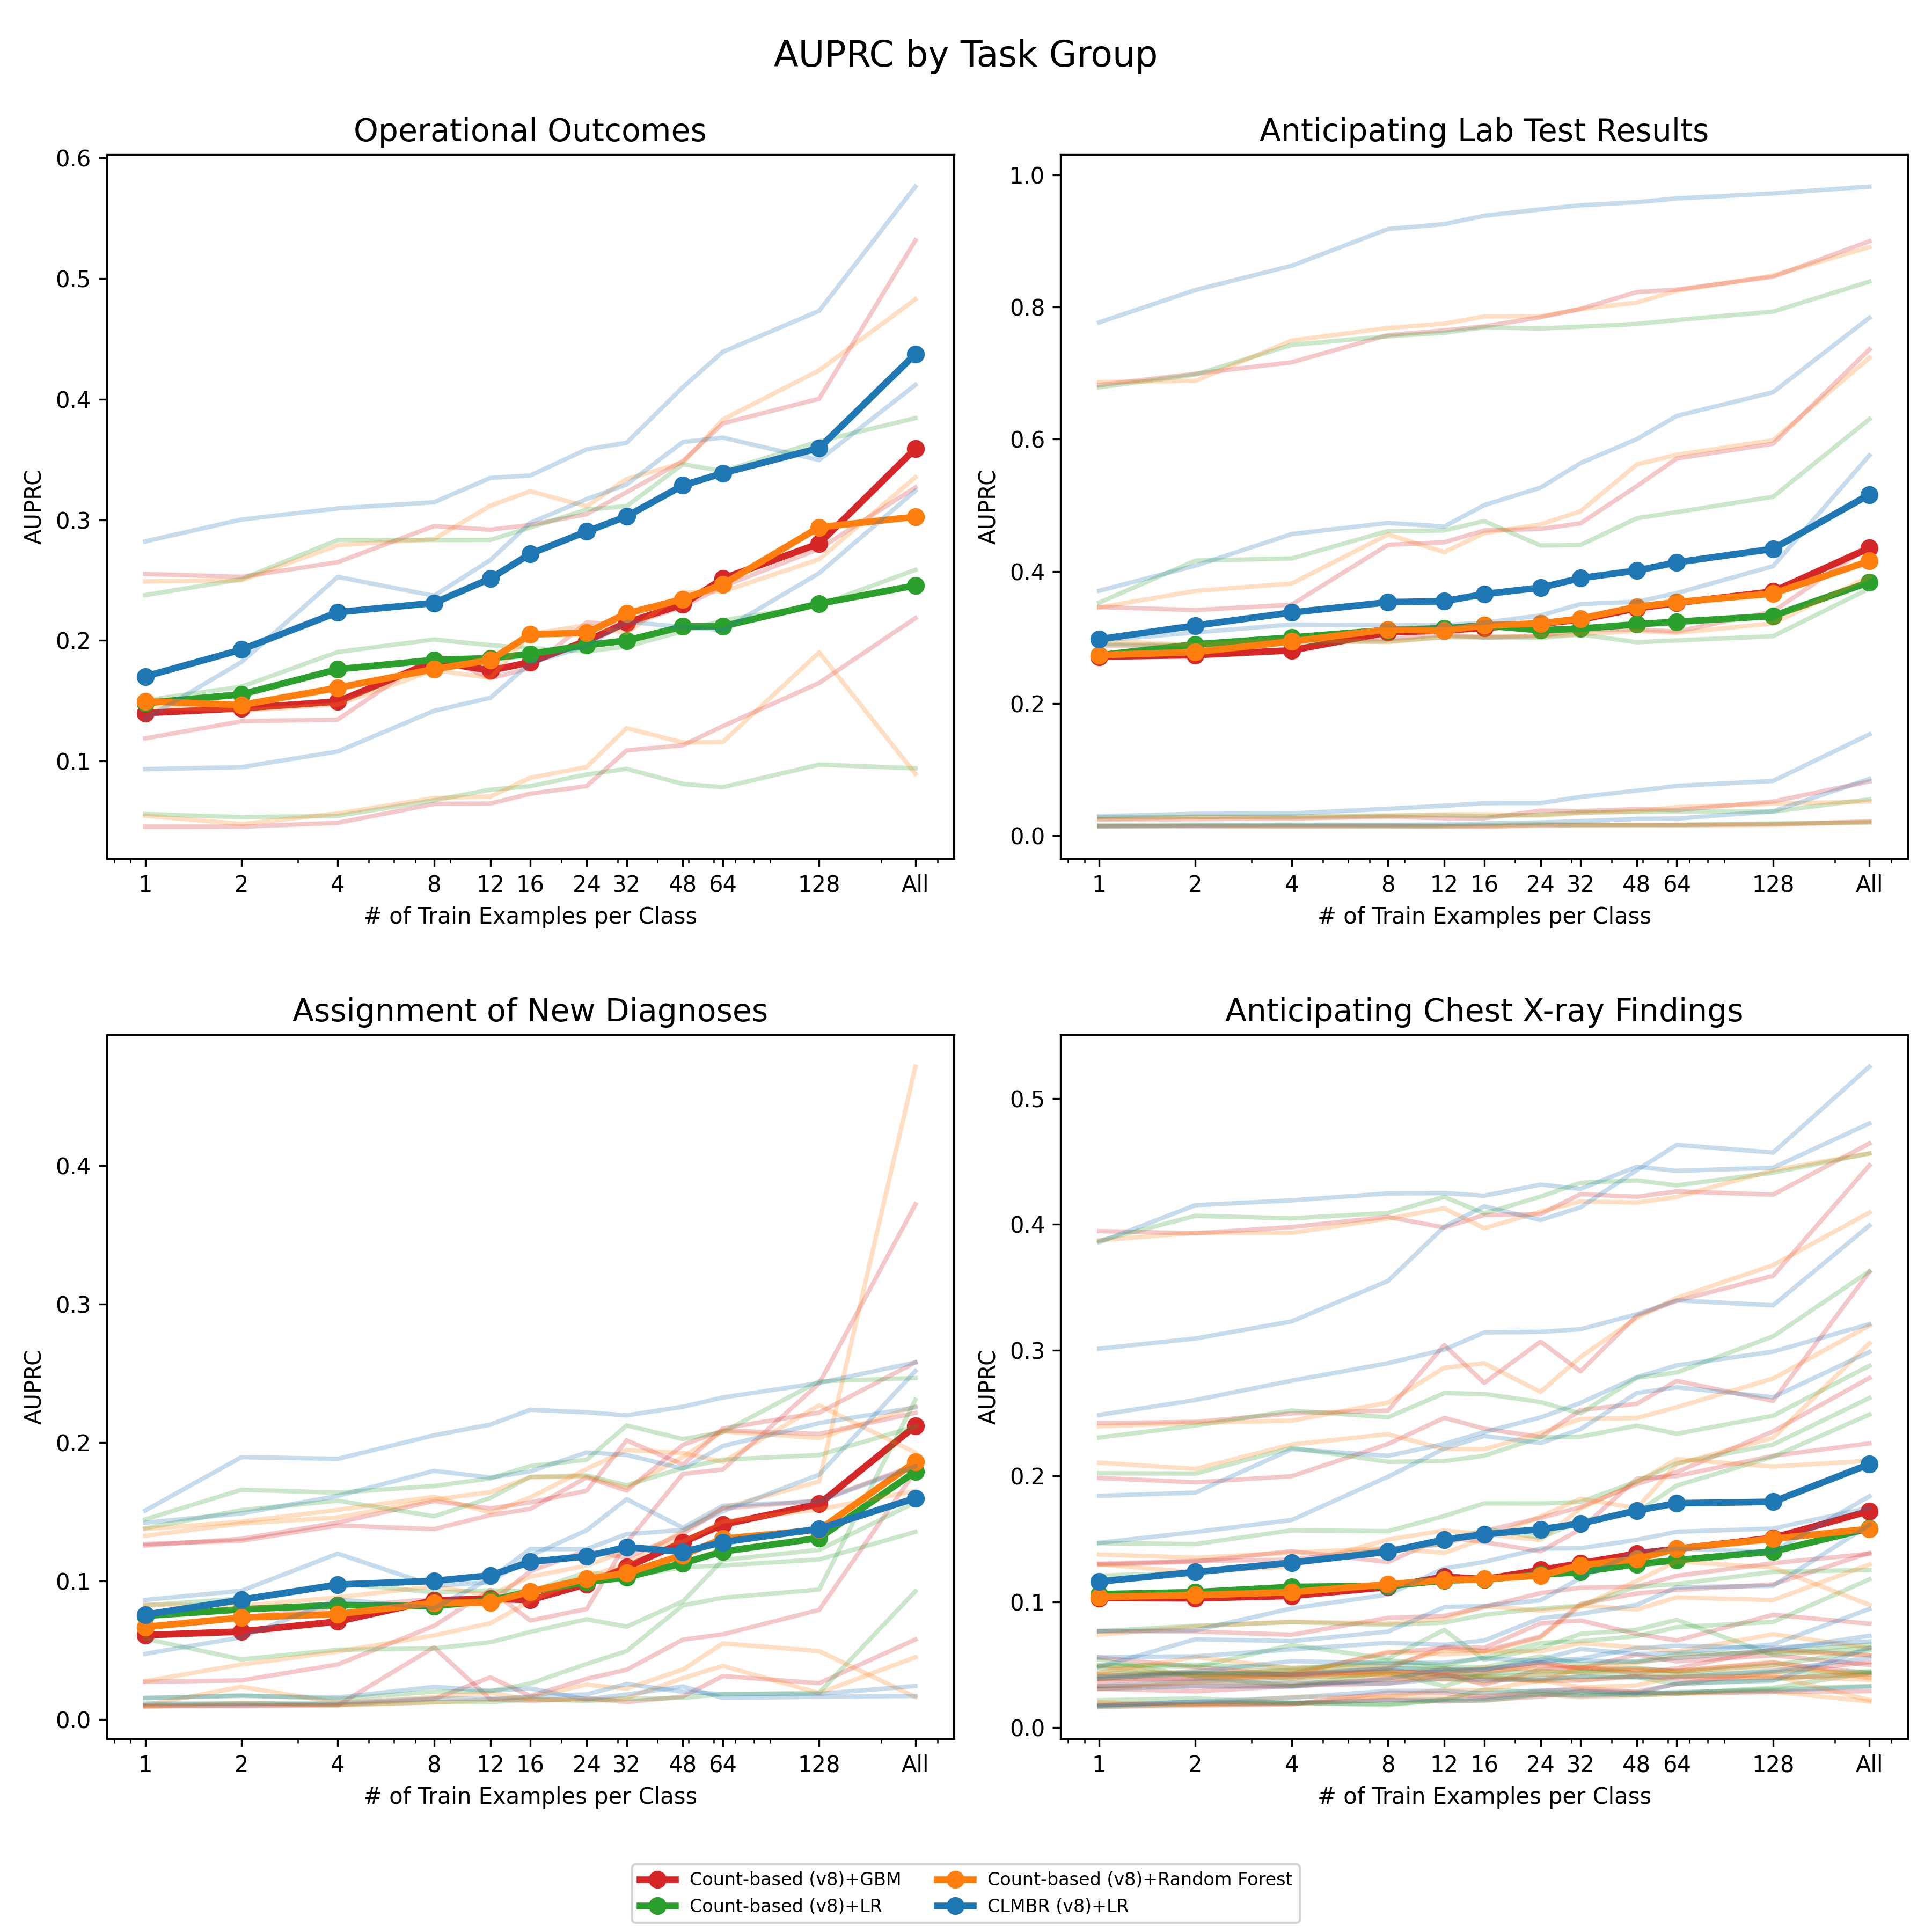 AUPRC by Task Group
Operational Outcomes
AUPRC
0.6
0.5
0.4
0.3
0.2
0.1
1 2 4 8 12 16 24 32 48 64 128 All
# of Train Examples per Class
Anticipating Lab Test Results
AUPRC
1.0
0.8
0.6
0.4
0.2
0.0
1 2 4 8 12 16 24 32 48 64 128 All
# of Train Examples per Class
Assignment of New Diagnoses
AUPRC
0.4
0.3
0.2
0.1
0.0
1 2 4 8 12 16 24 32 48 64 128 All
# of Train Examples per Class
Anticipating Chest X-ray Findings
AUPRC
0.5
0.4
0.3
0.2
0.1
0.0
1 2 4 8 12 16 24 32 48 64 128 All
# of Train Examples per Class
Count-based (v8)+GBM
Count-based (v8)+LR
Count-based (v8)+Random Forest
CLMBR (v8)+LR